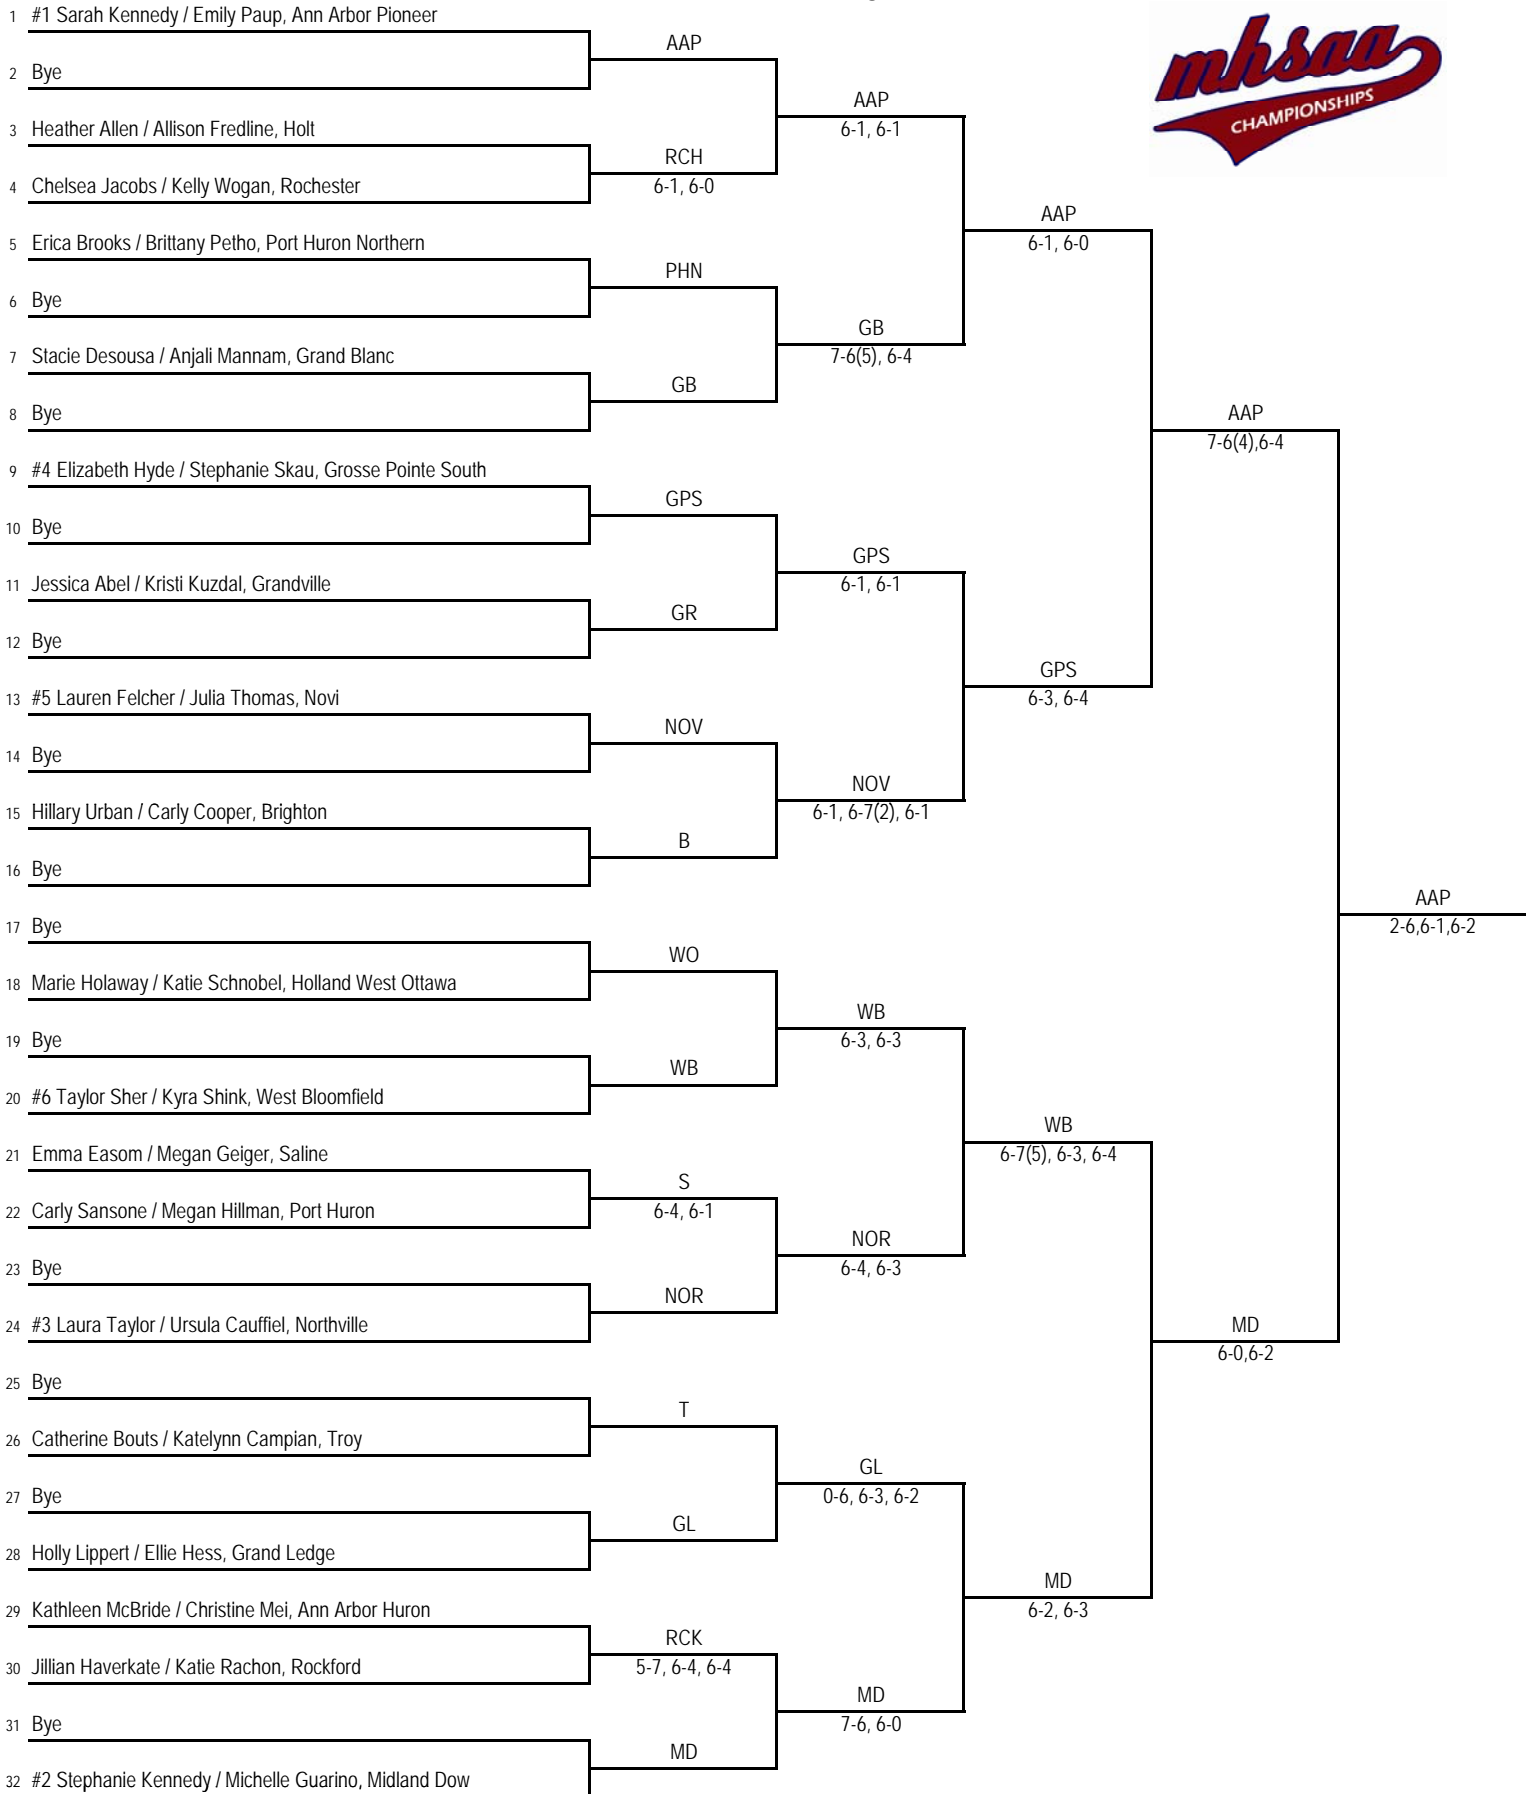 1 #1 Sarah Kennedy / Emily Paup, Ann Arbor Pioneer
AAP
2 Bye
AAP
6-1, 6-1
3 Heather Allen / Allison Fredline, Holt
RCH
6-1, 6-0
4 Chelsea Jacobs / Kelly Wogan, Rochester
AAP
6-1, 6-0
5 Erica Brooks / Brittany Petho, Port Huron Northern
PHN
6 Bye
GB
7-6(5), 6-4
7 Stacie Desousa / Anjali Mannam, Grand Blanc
GB
8 Bye
AAP
7-6(4),6-4
9 #4 Elizabeth Hyde / Stephanie Skau, Grosse Pointe South
GPS
10 Bye
GPS
6-1, 6-1
11 Jessica Abel / Kristi Kuzdal, Grandville
GR
12 Bye
GPS
6-3, 6-4
13 #5 Lauren Felcher / Julia Thomas, Novi
NOV
14 Bye
NOV
6-1, 6-7(2), 6-1
15 Hillary Urban / Carly Cooper, Brighton
B
16 Bye
AAP
2-6,6-1,6-2
17 Bye
WO
18 Marie Holaway / Katie Schnobel, Holland West Ottawa
WB
6-3, 6-3
19 Bye
WB
20 #6 Taylor Sher / Kyra Shink, West Bloomfield
WB
6-7(5), 6-3, 6-4
21 Emma Easom / Megan Geiger, Saline
S
6-4, 6-1
22 Carly Sansone / Megan Hillman, Port Huron
NOR
6-4, 6-3
23 Bye
NOR
24 #3 Laura Taylor / Ursula Cauffiel, Northville
MD
6-0,6-2
25 Bye
T
26 Catherine Bouts / Katelynn Campian, Troy
GL
0-6, 6-3, 6-2
27 Bye
GL
28 Holly Lippert / Ellie Hess, Grand Ledge
MD
6-2, 6-3
29 Kathleen McBride / Christine Mei, Ann Arbor Huron
RCK
5-7, 6-4, 6-4
30 Jillian Haverkate / Katie Rachon, Rockford
MD
7-6, 6-0
31 Bye
MD
32 #2 Stephanie Kennedy / Michelle Guarino, Midland Dow
mhsaa
CHAMPIONSHIPS